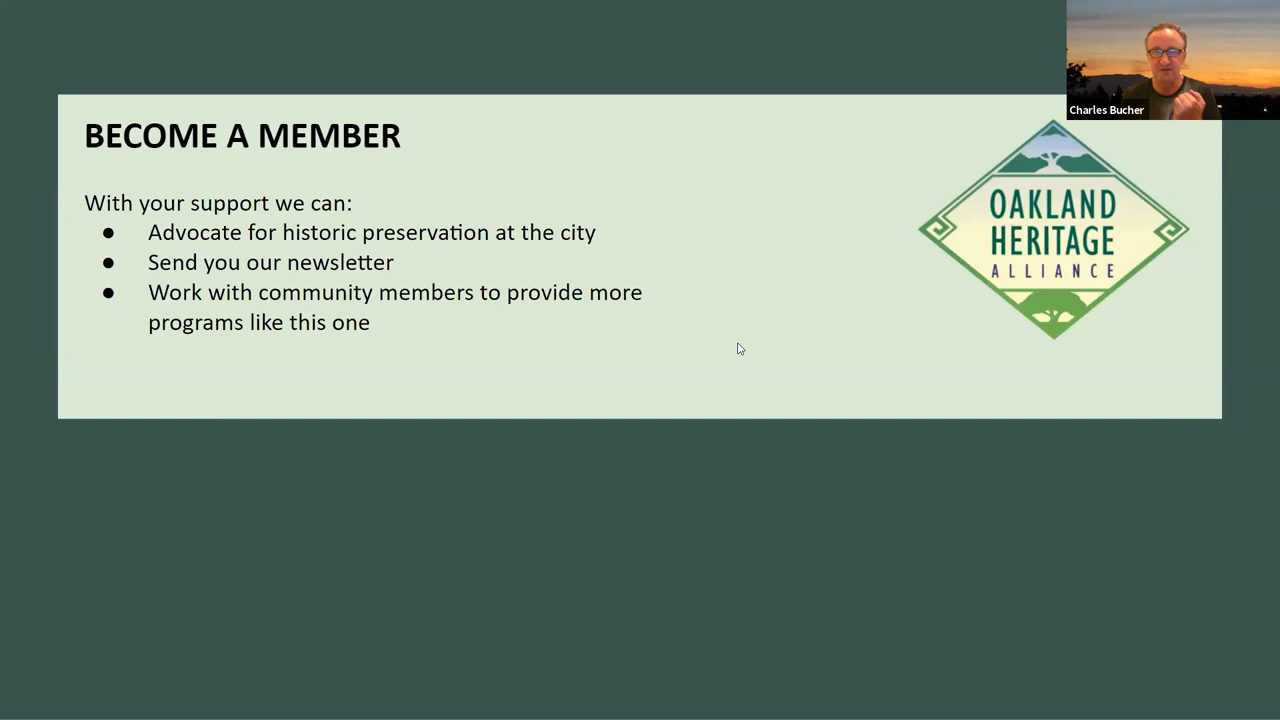 Charles Bucher
BECOME A MEMBER
With your support we can:
● Advocate for historic preservation at the city
● Send you our newsletter
● Work with community members to provide more
programs like this one
OAKLAND
HERITAGE
ALLIANCE